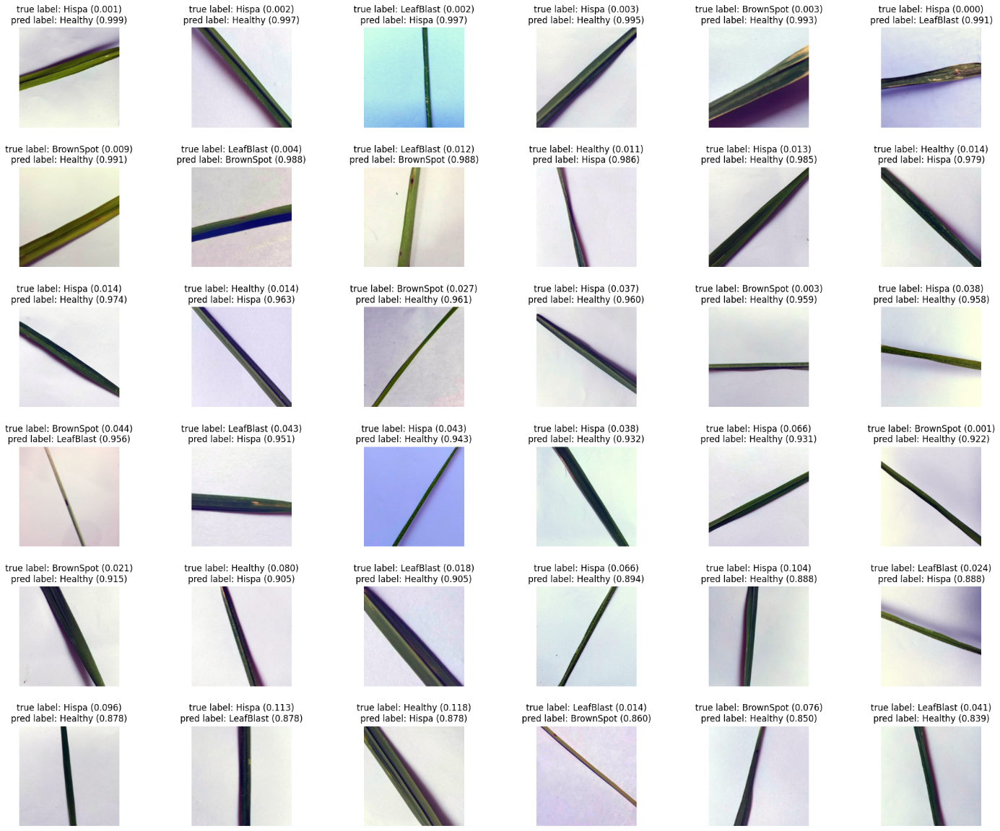 true label: Hispa (0.001)
pred label: Healthy (0.999)
true label: Hispa (0.002)
pred label: Healthy (0.997)
true label: LeafBlast (0.002)
pred label: Hispa (0.997)
true label: Hispa (0.003)
pred label: Healthy (0.995)
true label: BrownSpot (0.003)
pred label: Healthy (0.993)
true label: Hispa (0.000)
pred label: LeafBlast (0.991)
true label: BrownSpot (0.009)
pred label: Healthy (0.991)
true label: LeafBlast (0.004)
pred label: BrownSpot (0.988)
true label: LeafBlast (0.012)
pred label: BrownSpot (0.988)
true label: Healthy (0.011)
pred label: Hispa (0.986)
true label: Hispa (0.013)
pred label: Healthy (0.985)
true label: Healthy (0.014)
pred label: Hispa (0.979)
true label: Hispa (0.014)
pred label: Healthy (0.974)
true label: Healthy (0.014)
pred label: Hispa (0.963)
true label: BrownSpot (0.027)
pred label: Healthy (0.961)
true label: Hispa (0.037)
pred label: Healthy (0.960)
true label: BrownSpot (0.003)
pred label: Healthy (0.959)
true label: Hispa (0.038)
pred label: Healthy (0.958)
true label: BrownSpot (0.044)
pred label: LeafBlast (0.956)
true label: LeafBlast (0.043)
pred label: Hispa (0.951)
true label: Hispa (0.043)
pred label: Healthy (0.943)
true label: Hispa (0.038)
pred label: Healthy (0.932)
true label: Hispa (0.066)
pred label: Healthy (0.931)
true label: BrownSpot (0.001)
pred label: Healthy (0.922)
true label: BrownSpot (0.021)
pred label: Healthy (0.915)
true label: Healthy (0.080)
pred label: Hispa (0.905)
true label: LeafBlast (0.018)
pred label: Healthy (0.905)
true label: Hispa (0.066)
pred label: Healthy (0.894)
true label: Hispa (0.104)
pred label: Healthy (0.888)
true label: LeafBlast (0.024)
pred label: Hispa (0.888)
true label: Hispa (0.096)
pred label: Healthy (0.878)
true label: Hispa (0.113)
pred label: LeafBlast (0.878)
true label: Healthy (0.118)
pred label: Hispa (0.878)
true label: LeafBlast (0.014)
pred label: BrownSpot (0.860)
true label: BrownSpot (0.076)
pred label: Healthy (0.850)
true label: LeafBlast (0.041)
pred label: Healthy (0.839)